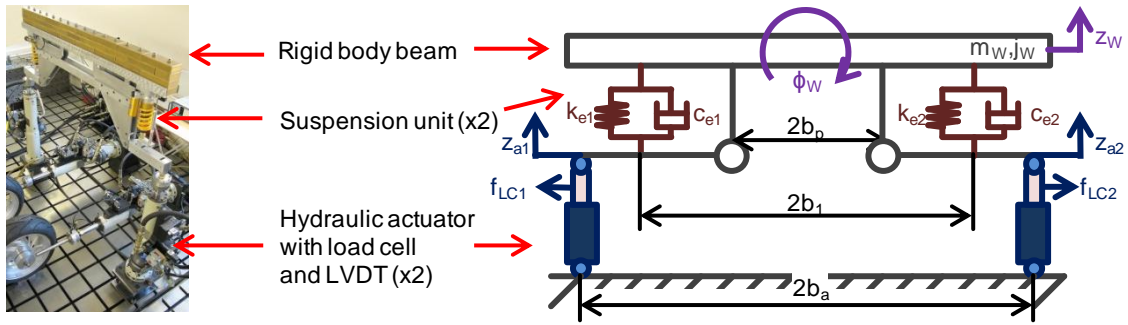 Rigid body beam
Suspension unit (x2)
Hydraulic actuator
with load cell
and LVDT (x2)
m_W, j_W
z_W
ϕ_W
k_e1
c_e1
k_e2
c_e2
2b_p
z_a1
z_a2
f_LC1
f_LC2
2b_1
2b_a